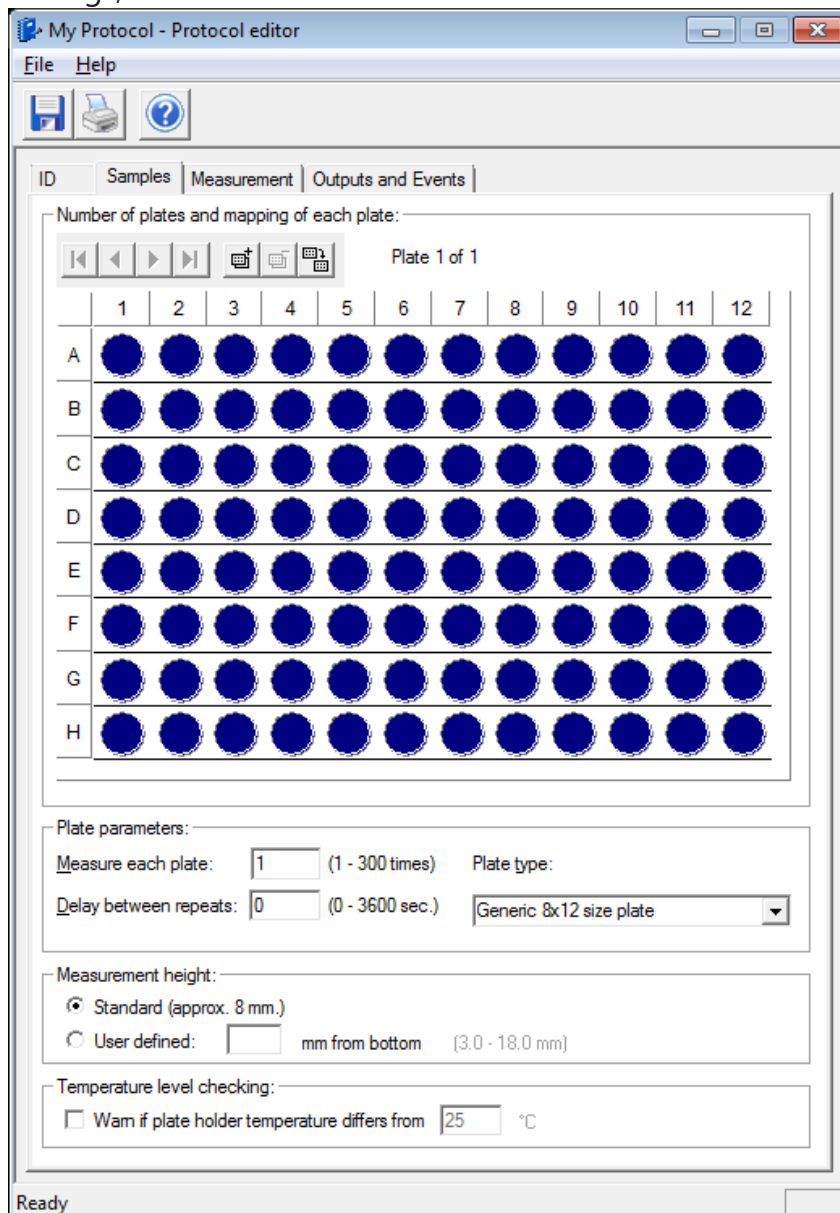 My Protocol - Protocol editor
File Help
ID Samples Measurement Outputs and Events
Number of plates and mapping of each plate:
Plate 1 of 1
1 2 3 4 5 6 7 8 9 10 11 12
A
B
C
D
E
F
G
H
Plate parameters:
Measure each plate: 1 (1 - 300 times) Plate type:
Delay between repeats: 0 (0 - 3600 sec.) Generic 8x12 size plate
Measurement height:
Standard (approx. 8 mm.)
User defined: mm from bottom (3.0 - 18.0 mm)
Temperature level checking:
Warn if plate holder temperature differs from 25 °C
Ready